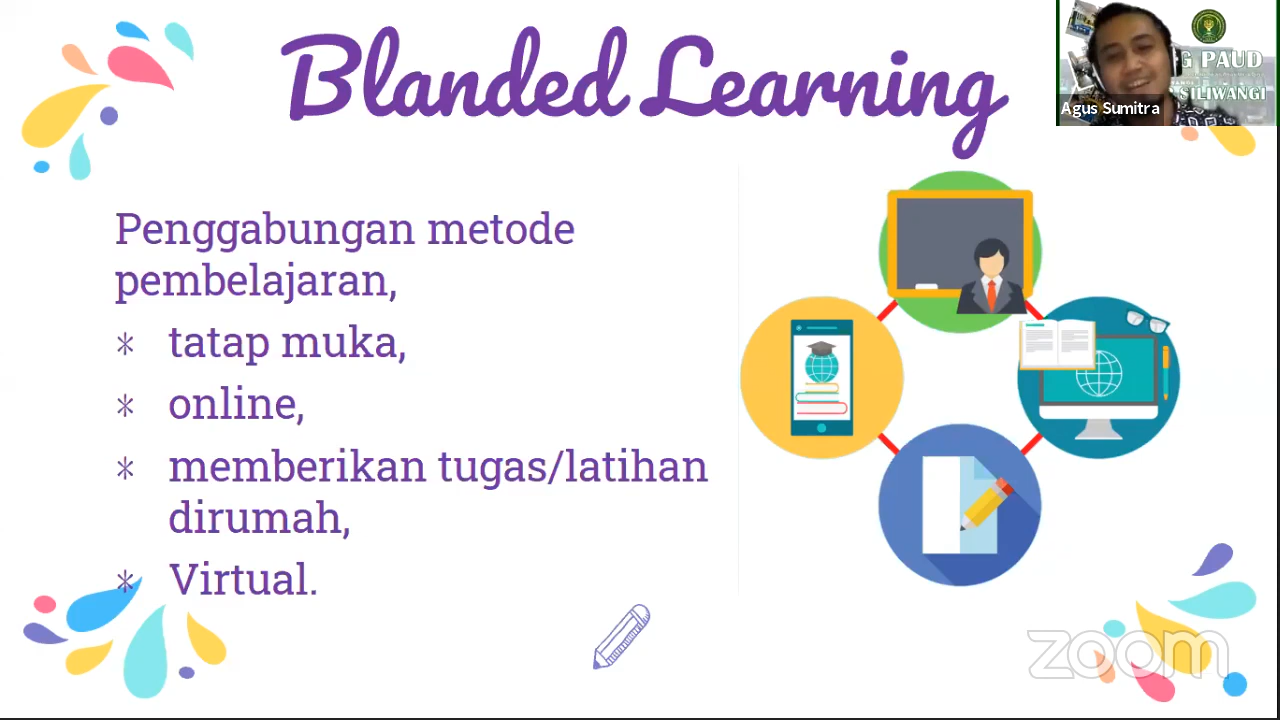 Blanded Learning
Penggabungan metode
pembelajaran,
* tatap muka,
* online,
* memberikan tugas/latihan
dirumah,
* Virtual.
G PAUD
SILIWANGI
Agus Sumitra
zoom